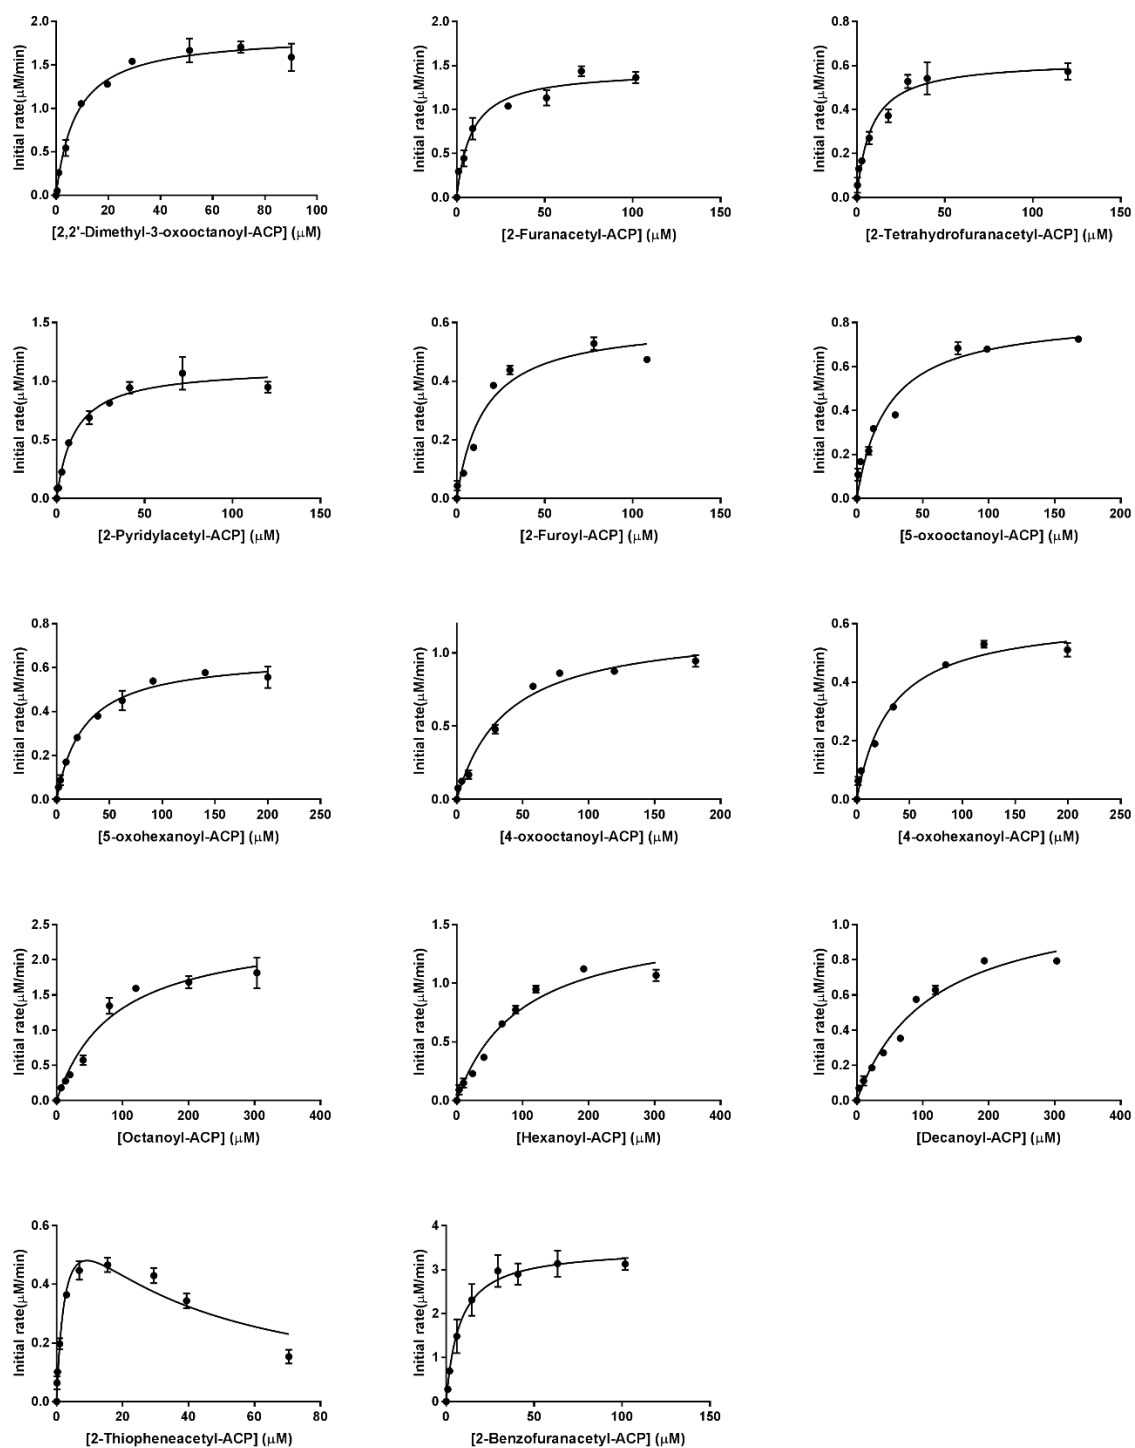 2.0
1.5
1.0
0.5
0.0
0 20 40 60 80 100
Initial rate(μM/min)
[2,2'-Dimethyl-3-oxooctanoyl-ACP] (μM)
2.0
1.5
1.0
0.5
0.0
0 50 100 150
Initial rate(μM/min)
[2-Furanacetyl-ACP] (μM)
0.8
0.6
0.4
0.2
0.0
0 50 100 150
Initial rate(μM/min)
[2-Tetrahydrofuranacetyl-ACP] (μM)
1.5
1.0
0.5
0.0
0 50 100 150
Initial rate(μM/min)
[2-Pyridylacetyl-ACP] (μM)
0.6
0.4
0.2
0.0
0 50 100 150
Initial rate(μM/min)
[2-Furoyl-ACP] (μM)
0.8
0.6
0.4
0.2
0.0
0 50 100 150 200
Initial rate(μM/min)
[5-oxooctanoyl-ACP] (μM)
0.8
0.6
0.4
0.2
0.0
0 50 100 150 200 250
Initial rate(μM/min)
[5-oxohexanoyl-ACP] (μM)
1.0
0.5
0.0
0 50 100 150 200
Initial rate(μM/min)
[4-oxooctanoyl-ACP] (μM)
0.6
0.4
0.2
0.0
0 50 100 150 200 250
Initial rate(μM/min)
[4-oxohexanoyl-ACP] (μM)
2.5
2.0
1.5
1.0
0.5
0.0
0 100 200 300 400
Initial rate(μM/min)
[Octanoyl-ACP] (μM)
1.5
1.0
0.5
0.0
0 100 200 300 400
Initial rate(μM/min)
[Hexanoyl-ACP] (μM)
1.0
0.8
0.6
0.4
0.2
0.0
0 100 200 300 400
Initial rate(μM/min)
[Decanoyl-ACP] (μM)
0.6
0.4
0.2
0.0
0 20 40 60 80
Initial rate(μM/min)
[2-Thiopheneacetyl-ACP] (μM)
4
3
2
1
0
0 50 100 150
Initial rate(μM/min)
[2-Benzofuranacetyl-ACP] (μM)